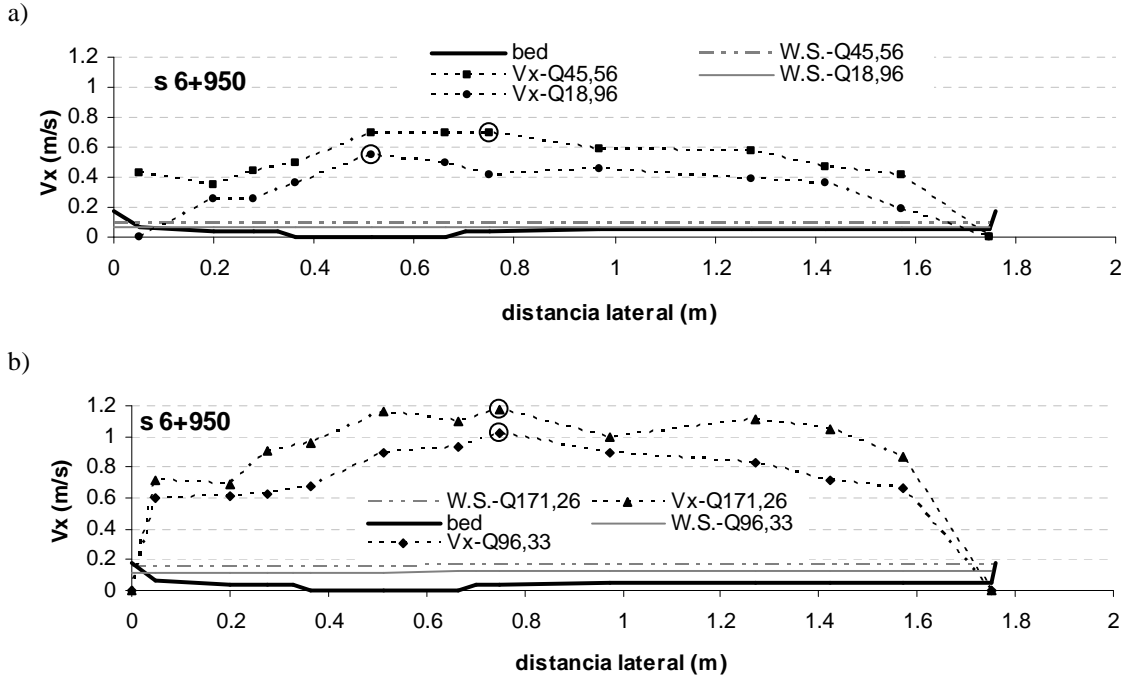 a)
bed
W.S.-Q45,56
Vx-Q45,56
W.S.-Q18,96
Vx-Q18,96
s 6+950
Vx (m/s)
1.2
1
0.8
0.6
0.4
0.2
0
0 0.2 0.4 0.6 0.8 1 1.2 1.4 1.6 1.8 2
distancia lateral (m)
b)
s 6+950
Vx (m/s)
1.2
1
0.8
0.6
0.4
0.2
0
W.S.-Q171,26
Vx-Q171,26
bed
W.S.-Q96,33
Vx-Q96,33
0 0.2 0.4 0.6 0.8 1 1.2 1.4 1.6 1.8 2
distancia lateral (m)